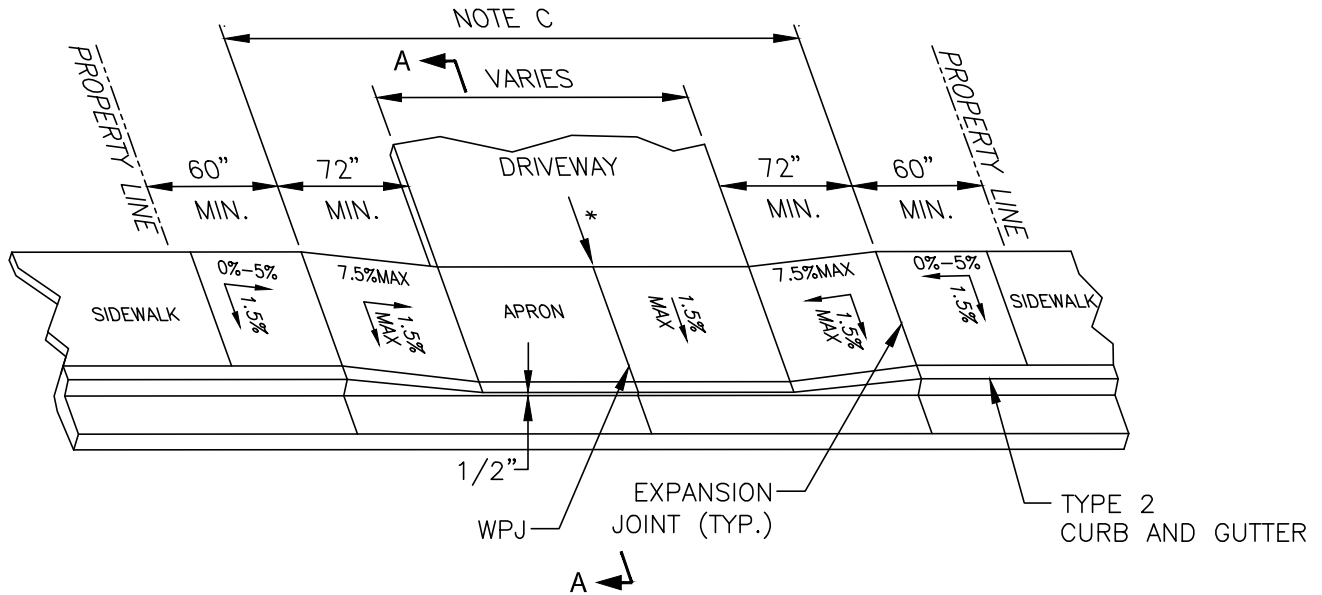 NOTE C
A
VARIES
PROPERTY LINE
PROPERTY LINE
60"
MIN.
72"
MIN.
DRIVEWAY
72"
MIN.
60"
MIN.
*
SIDEWALK
0%-5%
1.5%
7.5%MAX
1.5%
MAX
APRON
1.5%
MAX
7.5%MAX
1.5%
MAX
0%-5%
1.5%
SIDEWALK
1/2"
WPJ
EXPANSION
JOINT (TYP.)
TYPE 2
CURB AND GUTTER
A